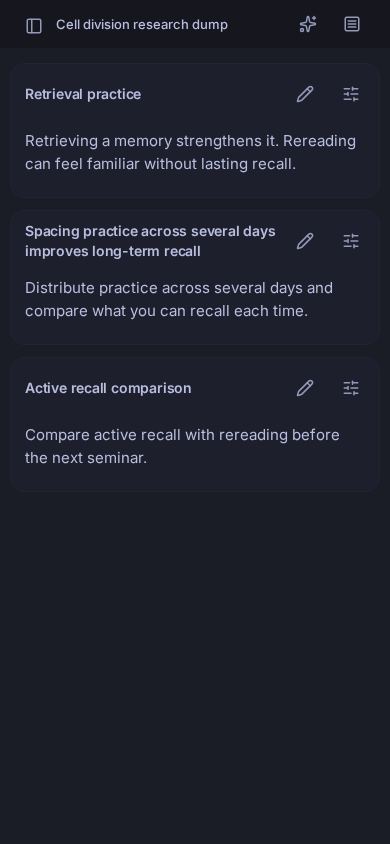 Cell division research dump
Retrieval practice
Retrieving a memory strengthens it. Rereading
can feel familiar without lasting recall.
Spacing practice across several days
improves long-term recall
Distribute practice across several days and
compare what you can recall each time.
Active recall comparison
Compare active recall with rereading before
the next seminar.